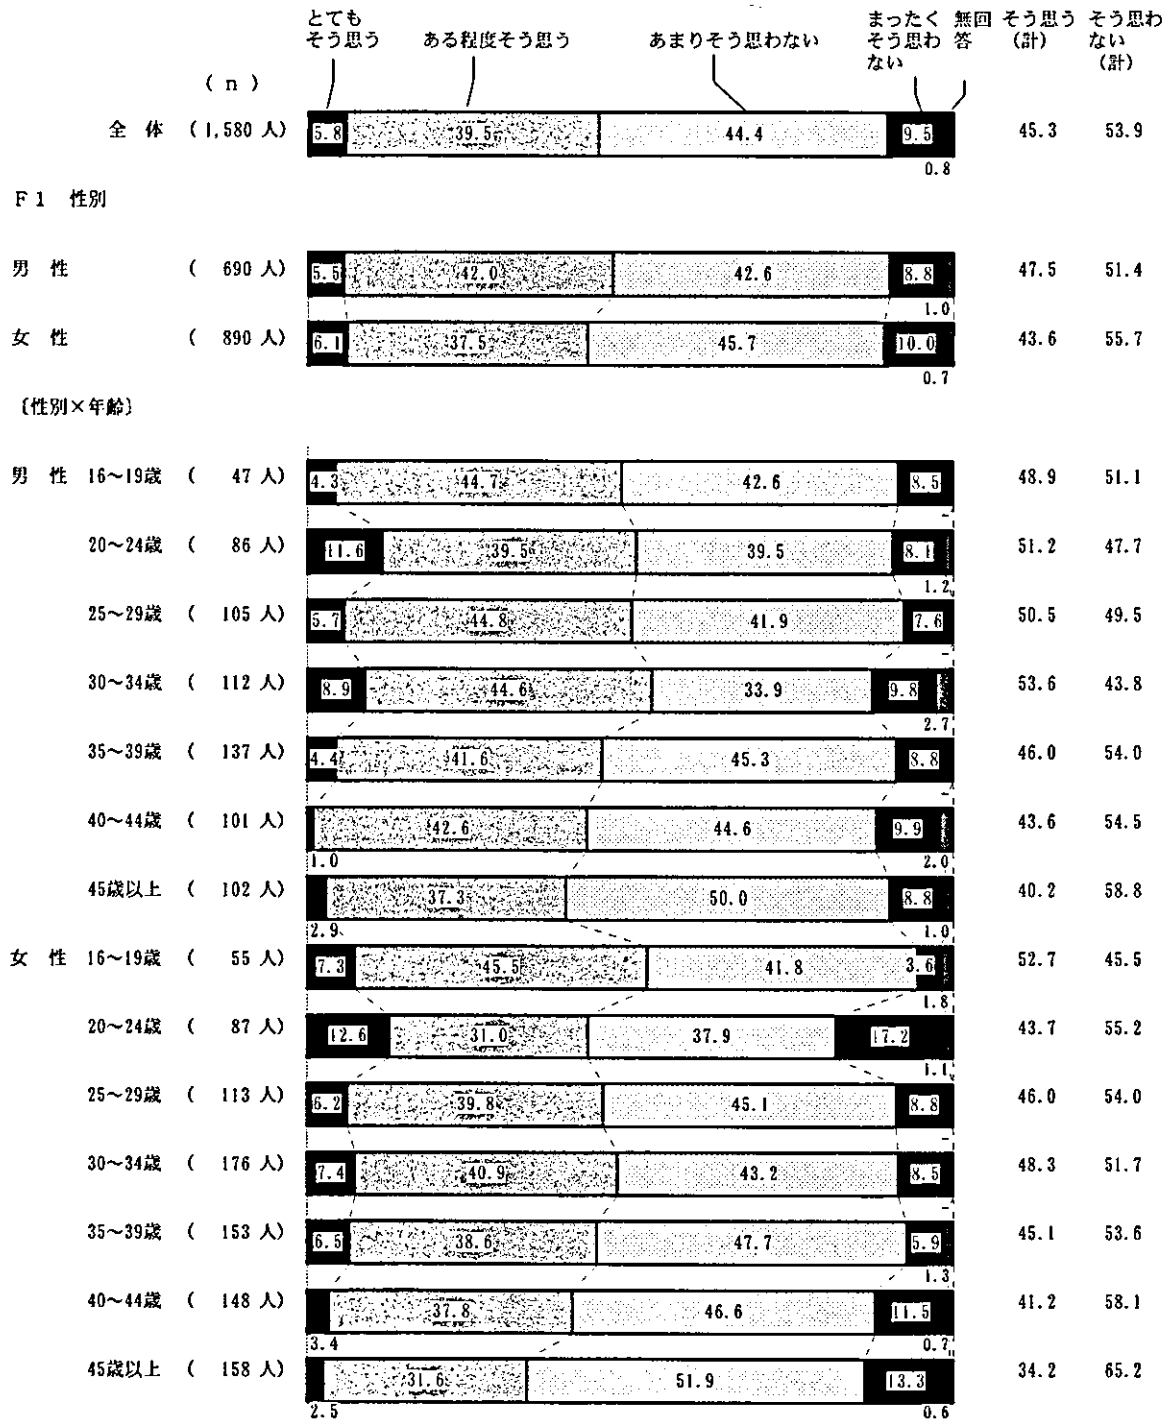 とても まったく 無回 そう思う そう思わ
そう思う ある程度そう思う あまりそう思わない そう思わ 答 (計) ない
ない (計)
(n)
全 体 (1,580 人) 5.8 39.5 44.4 9.5 45.3 53.9
0.8
F1 性別
男 性 ( 690 人) 5.5 42.0 42.6 8.8 47.5 51.4
1.0
女 性 ( 890 人) 6.1 37.5 45.7 10.0 43.6 55.7
0.7
〔性別×年齢〕
男 性 16～19歳 ( 47 人) 4.3 44.7 42.6 8.5 48.9 51.1
-
20～24歳 ( 86 人) 11.6 39.5 39.5 8.1 51.2 47.7
1.2
25～29歳 ( 105 人) 5.7 44.8 41.9 7.6 50.5 49.5
-
30～34歳 ( 112 人) 8.9 44.6 33.9 9.8 53.6 43.8
2.7
35～39歳 ( 137 人) 4.4 41.6 45.3 8.8 46.0 54.0
-
40～44歳 ( 101 人) 42.6 44.6 9.9 43.6 54.5
1.0 2.0
45歳以上 ( 102 人) 37.3 50.0 8.8 40.2 58.8
2.9 1.0
女 性 16～19歳 ( 55 人) 7.3 45.5 41.8 3.6 52.7 45.5
1.8
20～24歳 ( 87 人) 12.6 31.0 37.9 17.2 43.7 55.2
1.1
25～29歳 ( 113 人) 6.2 39.8 45.1 8.8 46.0 54.0
-
30～34歳 ( 176 人) 7.4 40.9 43.2 8.5 48.3 51.7
-
35～39歳 ( 153 人) 6.5 38.6 47.7 5.9 45.1 53.6
1.3
40～44歳 ( 148 人) 37.8 46.6 11.5 41.2 58.1
3.4 0.7
45歳以上 ( 158 人) 31.6 51.9 13.3 34.2 65.2
2.5 0.6